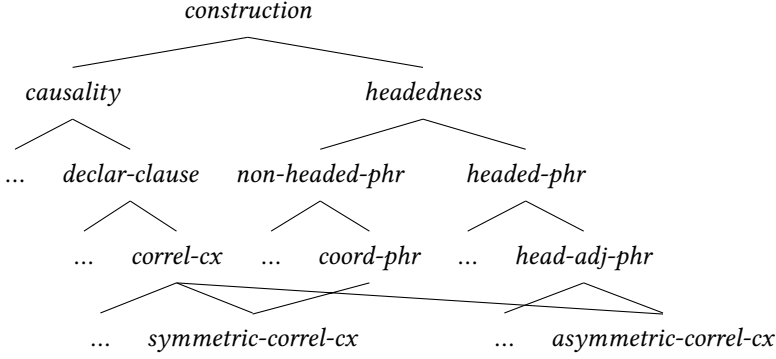 construction
causality headedness
... declar-clause non-headed-phr headed-phr
... correl-cx ... coord-phr ... head-adj-phr
... symmetric-correl-cx ... asymmetric-correl-cx